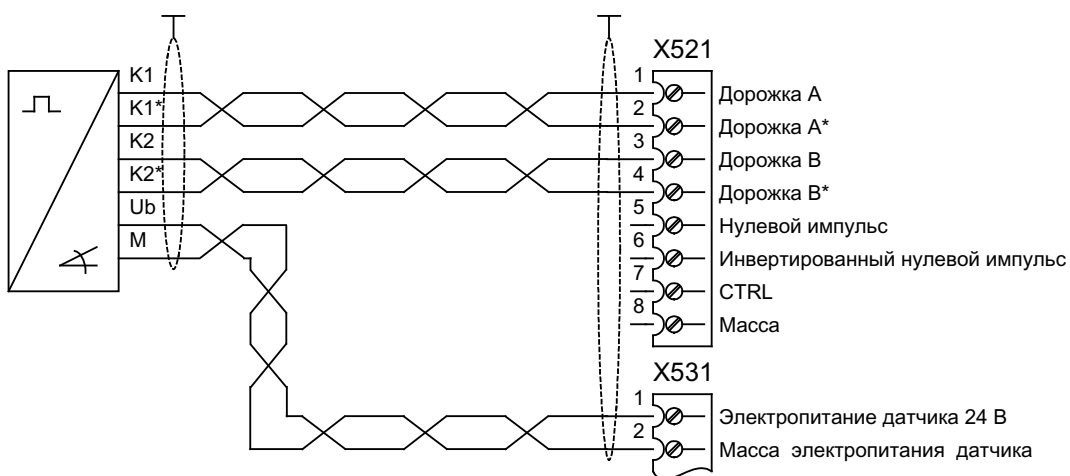 X521
K1
K1*
K2
K2*
Ub
M
1
2
3
4
5
6
7
8
Дорожка A
Дорожка A*
Дорожка B
Дорожка B*
Нулевой импульс
Инвертированный нулевой импульс
CTRL
Масса
X531
1
2
Электропитание датчика 24 В
Масса электропитания датчика